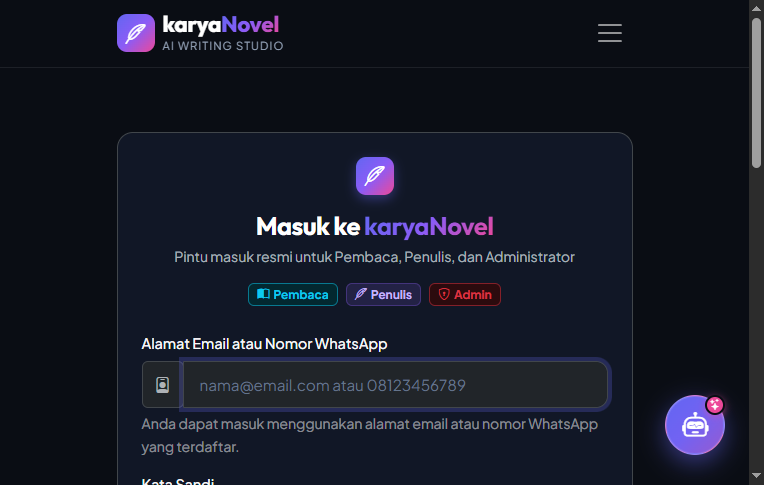 karyaNovel
AI WRITING STUDIO
Masuk ke karyaNovel
Pintu masuk resmi untuk Pembaca, Penulis, dan Administrator
Pembaca Penulis Admin
Alamat Email atau Nomor WhatsApp
nama@email.com atau 08123456789
Anda dapat masuk menggunakan alamat email atau nomor WhatsApp
yang terdaftar.
Kata Sandi